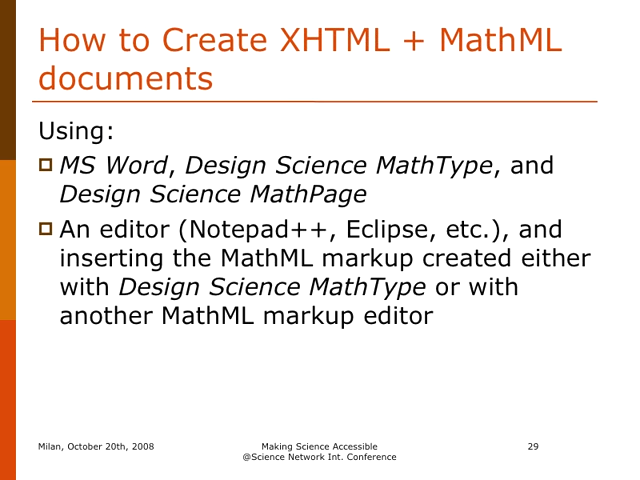 How to Create XHTML + MathML
documents
Using:
MS Word, Design Science MathType, and
Design Science MathPage
An editor (Notepad++, Eclipse, etc.), and
inserting the MathML markup created either
with Design Science MathType or with
another MathML markup editor
Milan, October 20th, 2008
Making Science Accessible
@Science Network Int. Conference
29